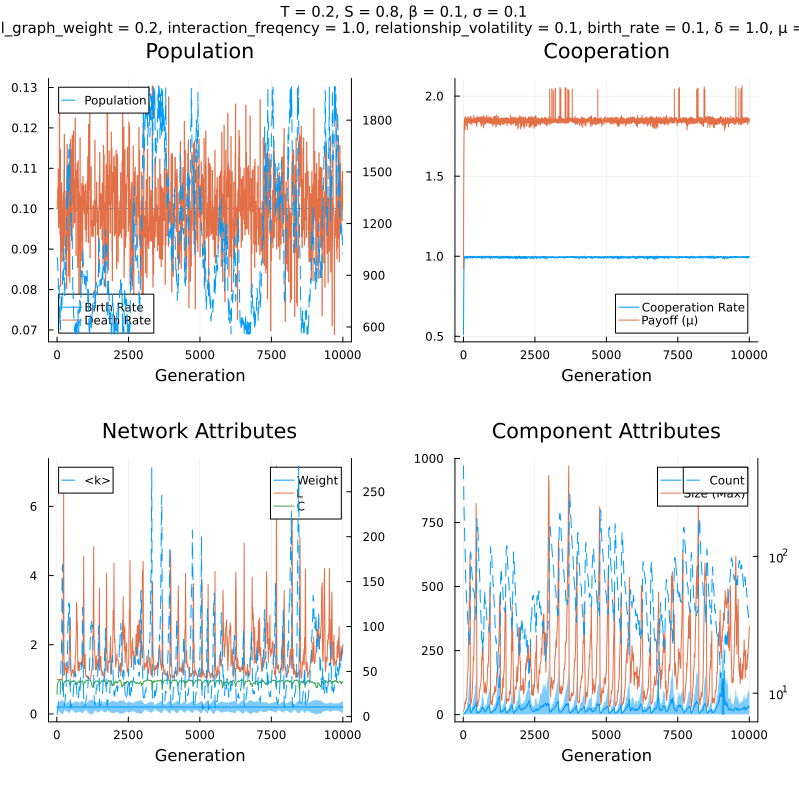 T = 0.2, S = 0.8, β = 0.1, σ = 0.1
l_graph_weight = 0.2, interaction_freqency = 1.0, relationship_volatility = 0.1, birth_rate = 0.1, δ = 1.0, μ =
Population Cooperation
0.13
0.12
0.11
0.10
0.09
0.08
0.07
1800
1500
1200
900
600
Population
Birth Rate
Death Rate
0 2500 5000 7500 10000
Generation
2.0
1.5
1.0
0.5
Cooperation Rate
Payoff (μ)
0 2500 5000 7500 10000
Generation
Network Attributes Component Attributes
6
4
2
0
250
200
150
100
50
0
<k>
Weight
L
C
0 2500 5000 7500 10000
Generation
1000
750
500
250
0
10²
10¹
Count
Size (Max)
0 2500 5000 7500 10000
Generation